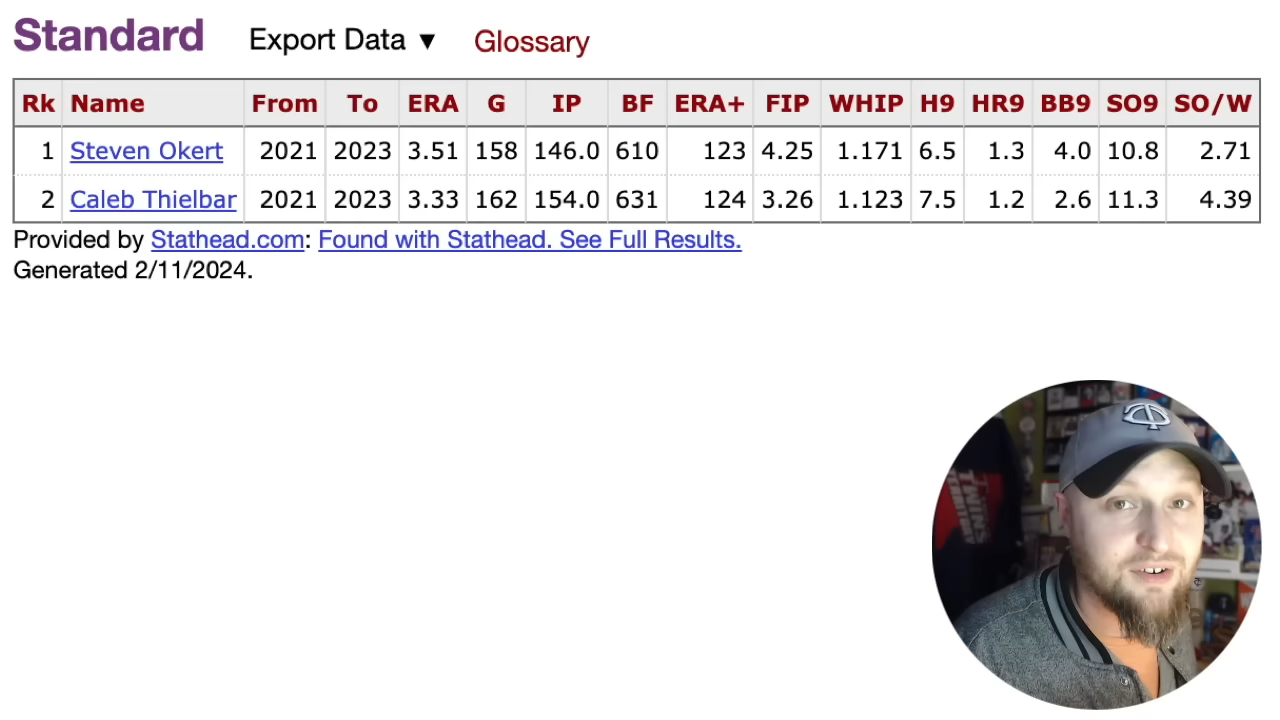 Standard Export Data ▼ Glossary
Rk Name From To ERA G IP BF ERA+ FIP WHIP H9 HR9 BB9 SO9 SO/W
1 Steven Okert 2021 2023 3.51 158 146.0 610 123 4.25 1.171 6.5 1.3 4.0 10.8 2.71
2 Caleb Thielbar 2021 2023 3.33 162 154.0 631 124 3.26 1.123 7.5 1.2 2.6 11.3 4.39
Provided by Stathead.com: Found with Stathead. See Full Results.
Generated 2/11/2024.
TC
TWINS